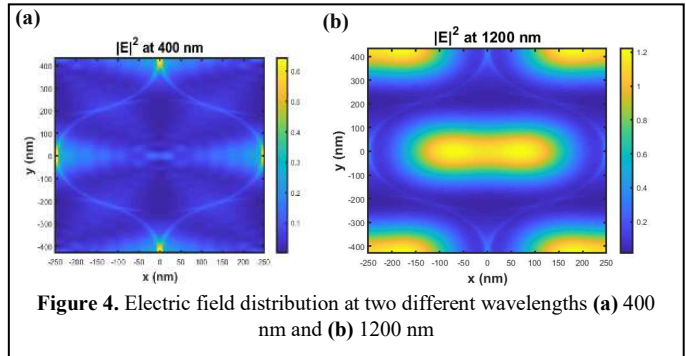 (a)
|E|² at 400 nm
400
300
200
100
0
-100
-200
-300
-400
y (nm)
-250 -200 -150 -100 -50 0 50 100 150 200 250
x (nm)
0.6
0.5
0.4
0.3
0.2
0.1
(b)
|E|² at 1200 nm
400
300
200
100
0
-100
-200
-300
-400
y (nm)
-250 -200 -150 -100 -50 0 50 100 150 200 250
x (nm)
1.2
1
0.8
0.6
0.4
0.2
Figure 4. Electric field distribution at two different wavelengths (a) 400
nm and (b) 1200 nm